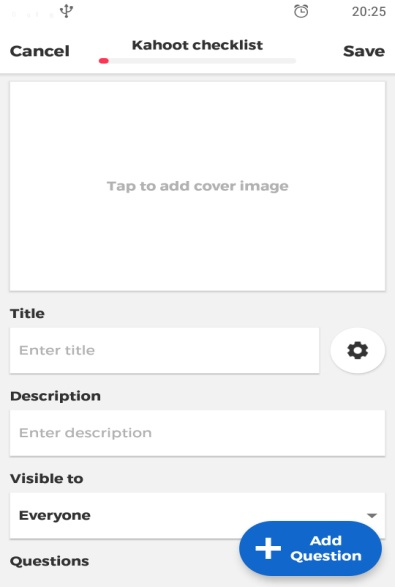 20:25
Cancel
Kahoot checklist
Save
Tap to add cover image
Title
Enter title
Description
Enter description
Visible to
Everyone
Add
Question
Questions